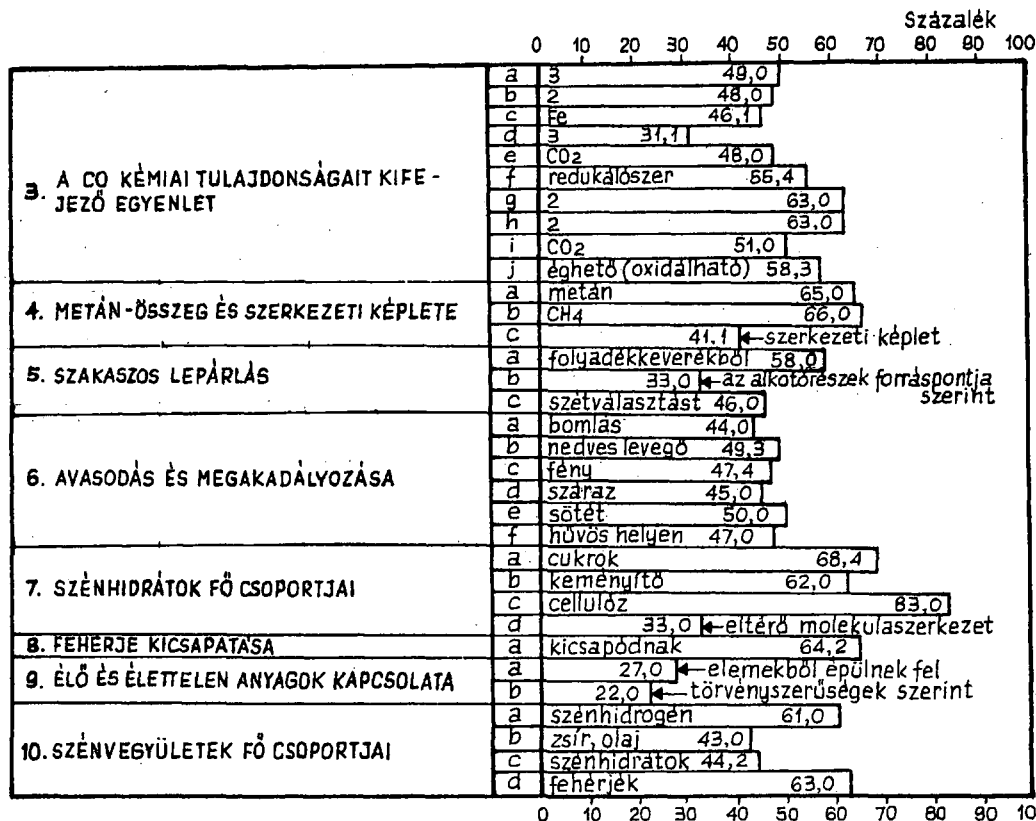 Százalék
0 10 20 30 40 50 60 70 80 90 100
3. A CO KÉMIAI TULAJDONSÁGAIT KIFE-
JEZŐ EGYENLET
a 3 49,0
b 2 48,0
c Fe 46,1
d 3 31,1
e CO2 48,0
f redukálószer 55,4
g 2 63,0
h 2 63,0
i CO2 51,0
j éghető (oxidálható) 58,3
4. METÁN-ÖSSZEG ÉS SZERKEZETI KÉPLETE
a metán 65,0
b CH4 66,0
c 41.1 szerkezeti képlet
5. SZAKASZOS LEPÁRLÁS
a folyadékkeverékből 58,0
b 33,0 az alkotórészek forráspontja
szerint
c szétválasztást 46,0
6. AVASODÁS ÉS MEGAKADÁLYOZÁSA
a bomlás 44,0
b nedves levegő 49,3
c fény 47,4
d száraz 45,0
e sötét 50,0
f hűvös helyen 47,0
7. SZÉNHIDRÁTOK FŐ CSOPORTJAI
a cukrok 68,4
b keményítő 62,0
c cellulóz 83,0
d 33,0 eltérő molekulaszerkezet
8. FEHÉRJE KICSAPATÁSA
a kicsapódnak 64,2
9. ÉLŐ ÉS ÉLETTELEN ANYAGOK KAPCSOLATA
a 27,0 elemekből épülnek fel
b 22,0 törvényszerűségek szerint
10. SZÉNVEGYÜLETEK FŐ CSOPORTJAI
a szénhidrogén 61,0
b zsír, olaj 43,0
c szénhidrátok 44,2
d fehérjék 63,0
0 10 20 30 40 50 60 70 80 90 10